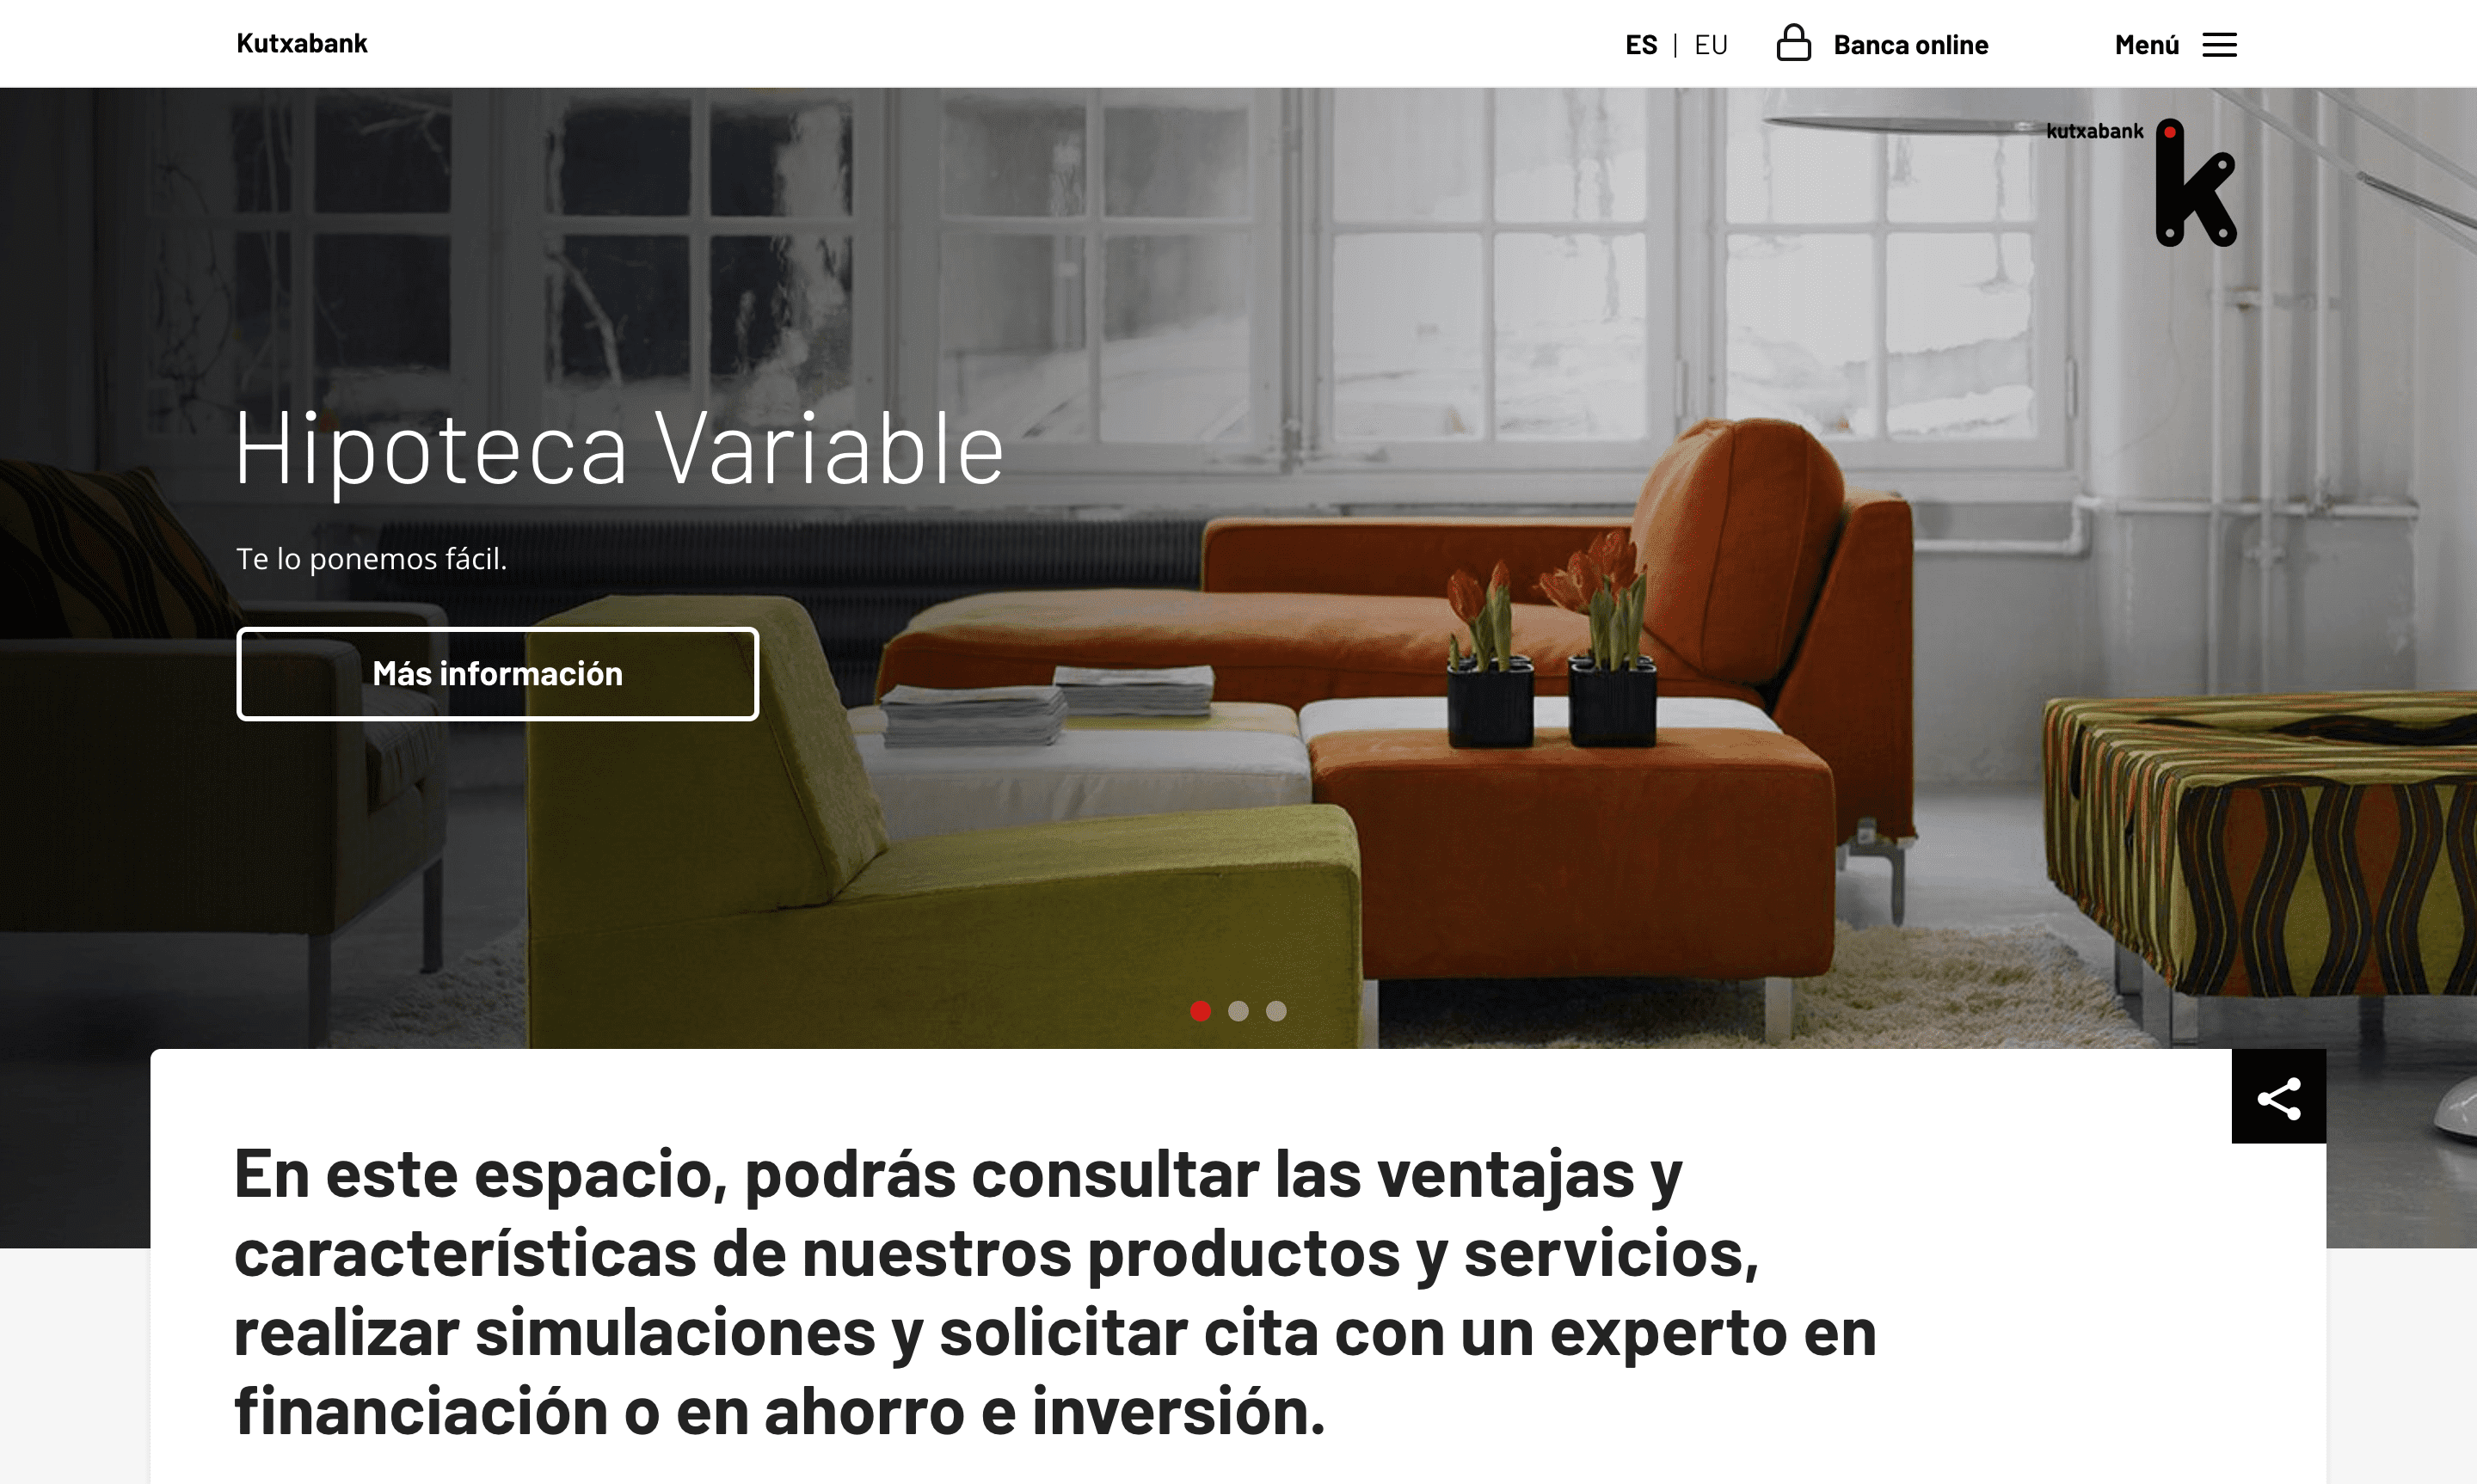 Kutxabank
ES | EU
Banca online
Menú
kutxabank
k
Hipoteca Variable
Te lo ponemos fácil.
Más información
En este espacio, podrás consultar las ventajas y
características de nuestros productos y servicios,
realizar simulaciones y solicitar cita con un experto en
financiación o en ahorro e inversión.